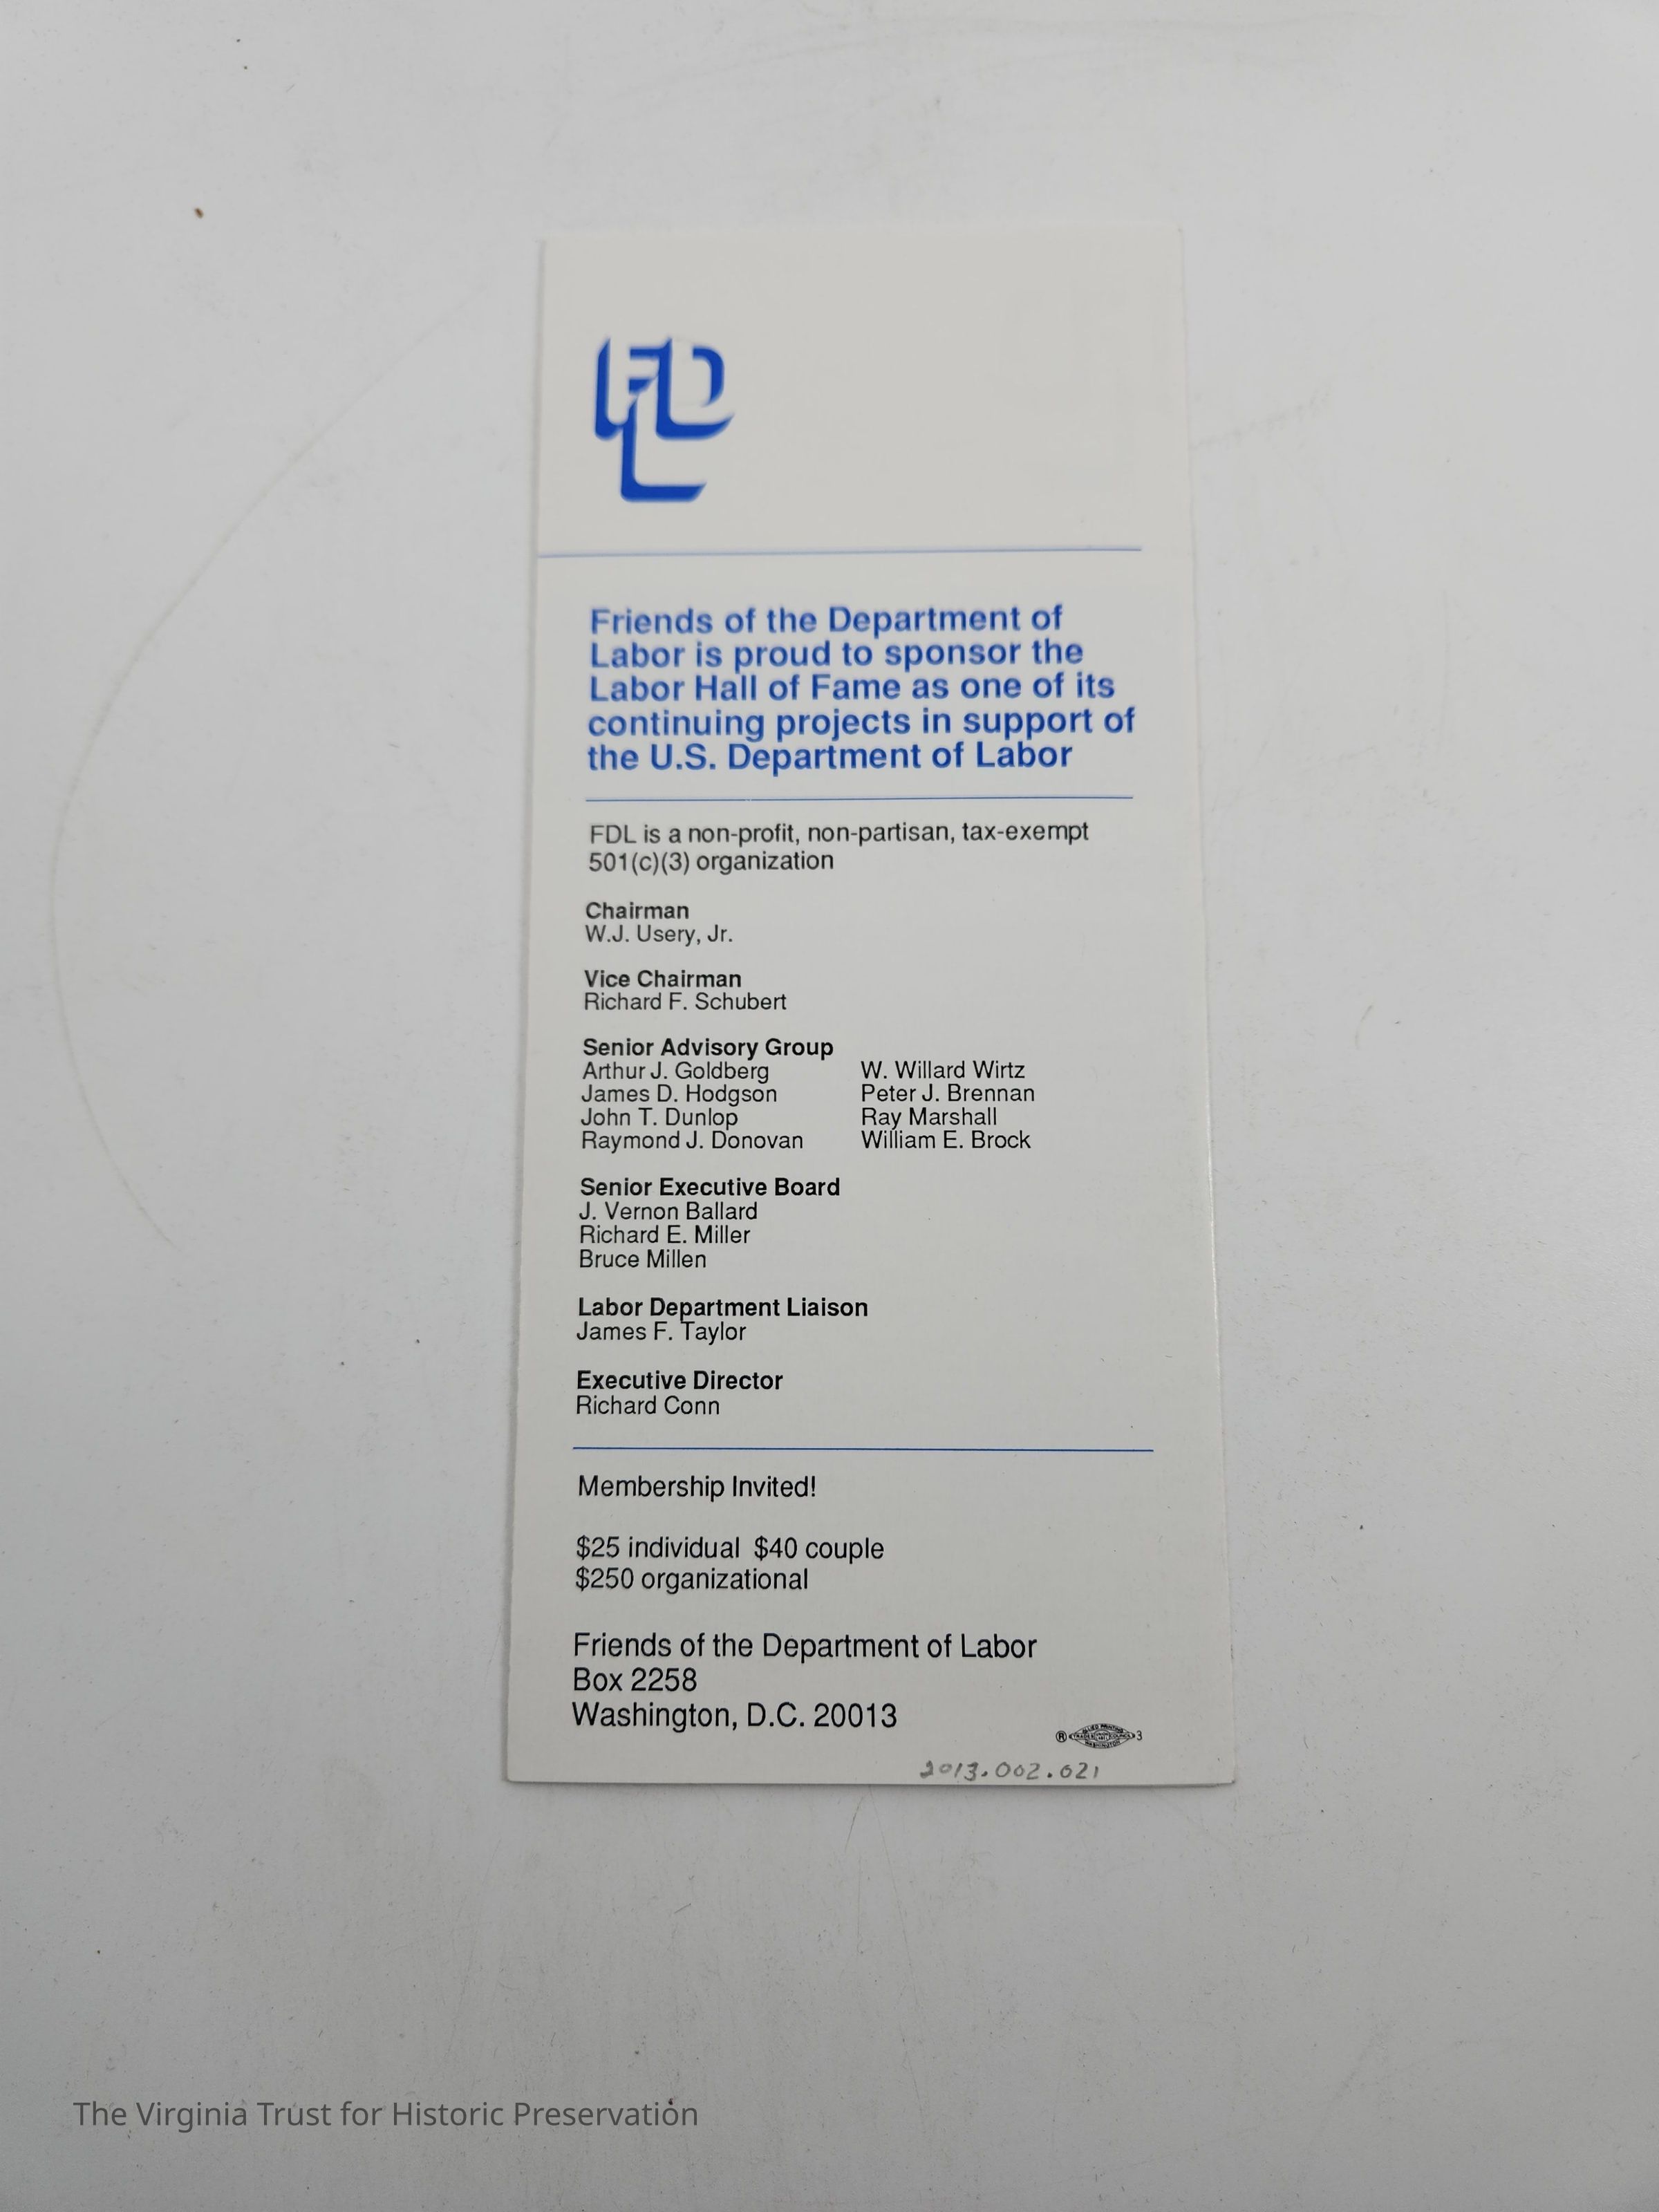 FDL
Friends of the Department of
Labor is proud to sponsor the
Labor Hall of Fame as one of its
continuing projects in support of
the U.S. Department of Labor
FDL is a non-profit, non-partisan, tax-exempt
501(c)(3) organization
Chairman
W.J. Usery, Jr.
Vice Chairman
Richard F. Schubert
Senior Advisory Group
Arthur J. Goldberg W. Willard Wirtz
James D. Hodgson Peter J. Brennan
John T. Dunlop Ray Marshall
Raymond J. Donovan William E. Brock
Senior Executive Board
J. Vernon Ballard
Richard E. Miller
Bruce Millen
Labor Department Liaison
James F. Taylor
Executive Director
Richard Conn
Membership Invited!
$25 individual $40 couple
$250 organizational
Friends of the Department of Labor
Box 2258
Washington, D.C. 20013
® 3
2013.002.021
The Virginia Trust for Historic Preservation